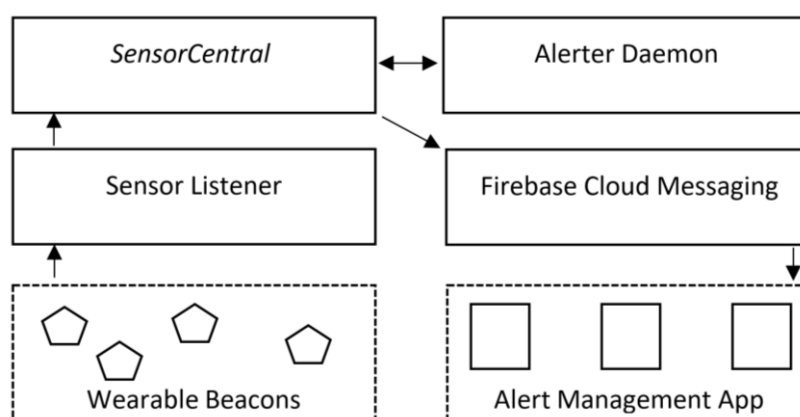 SensorCentral
Alerter Daemon
Sensor Listener
Firebase Cloud Messaging
Wearable Beacons
Alert Management App